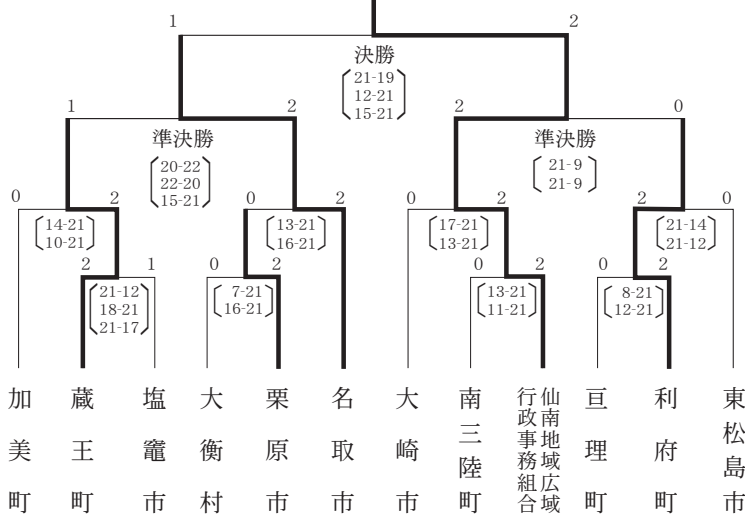 1 2
決勝
21-19
12-21
15-21
1 2 2 0
準決勝 準決勝
20-22
22-20
15-21
21-9
21-9
0 2 0 2 0 2 2 0
14-21
10-21
13-21
16-21
17-21
13-21
21-14
21-12
2 1 0 2 0 2 0 2
21-12
18-21
21-17
7-21
16-21
13-21
11-21
8-21
12-21
加美町
蔵王町
塩竈市
大衡村
栗原市
名取市
大崎市
南三陸町
仙南地域広域
行政事務組合
亘理町
利府町
東松島市